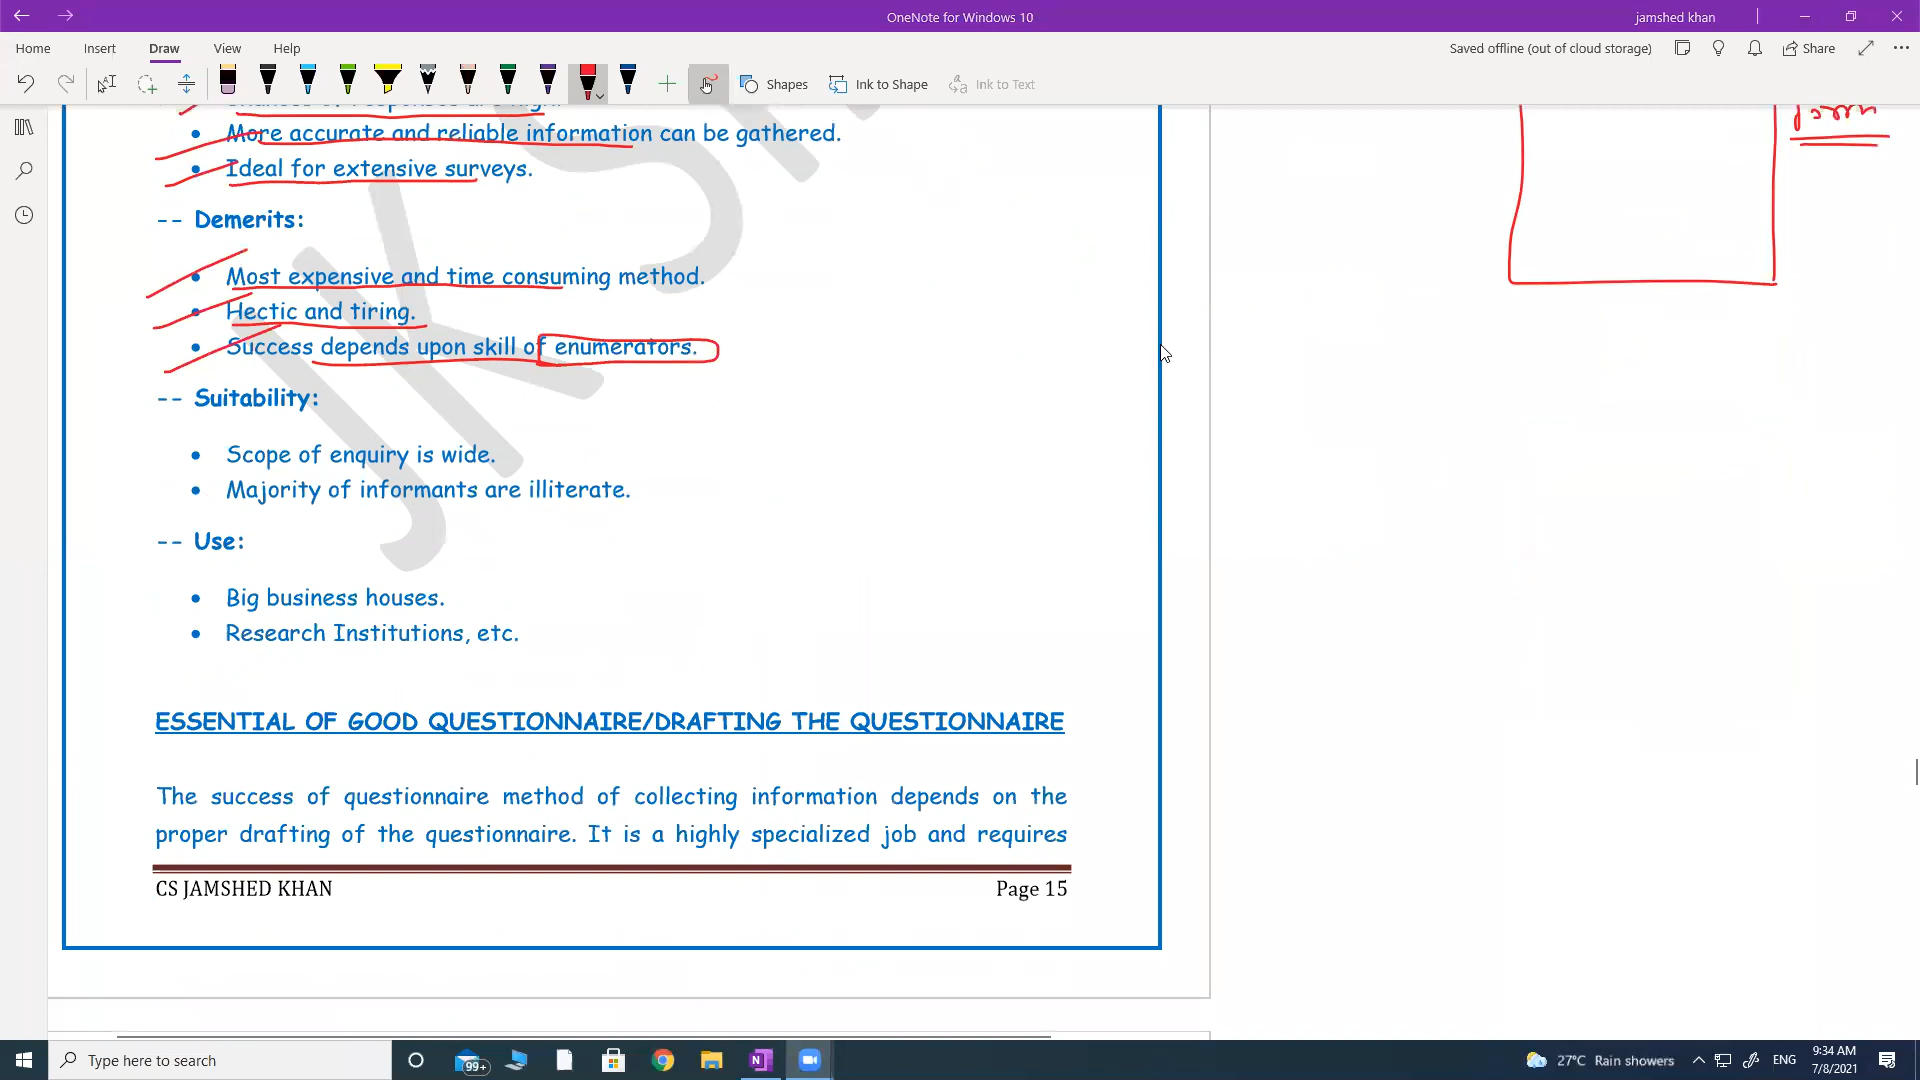 OneNote for Windows 10
jamshed khan
Home Insert Draw View Help
Saved offline (out of cloud storage)
Share
Shapes
Ink to Shape
Ink to Text
• More accurate and reliable information can be gathered.
• Ideal for extensive surveys.
-- Demerits:
• Most expensive and time consuming method.
• Hectic and tiring.
• Success depends upon skill of enumerators.
-- Suitability:
• Scope of enquiry is wide.
• Majority of informants are illiterate.
-- Use:
• Big business houses.
• Research Institutions, etc.
ESSENTIAL OF GOOD QUESTIONNAIRE/DRAFTING THE QUESTIONNAIRE
The success of questionnaire method of collecting information depends on the
proper drafting of the questionnaire. It is a highly specialized job and requires
CS JAMSHED KHAN
Page 15
Type here to search
99+
27°C Rain showers
ENG
9:34 AM
7/8/2021